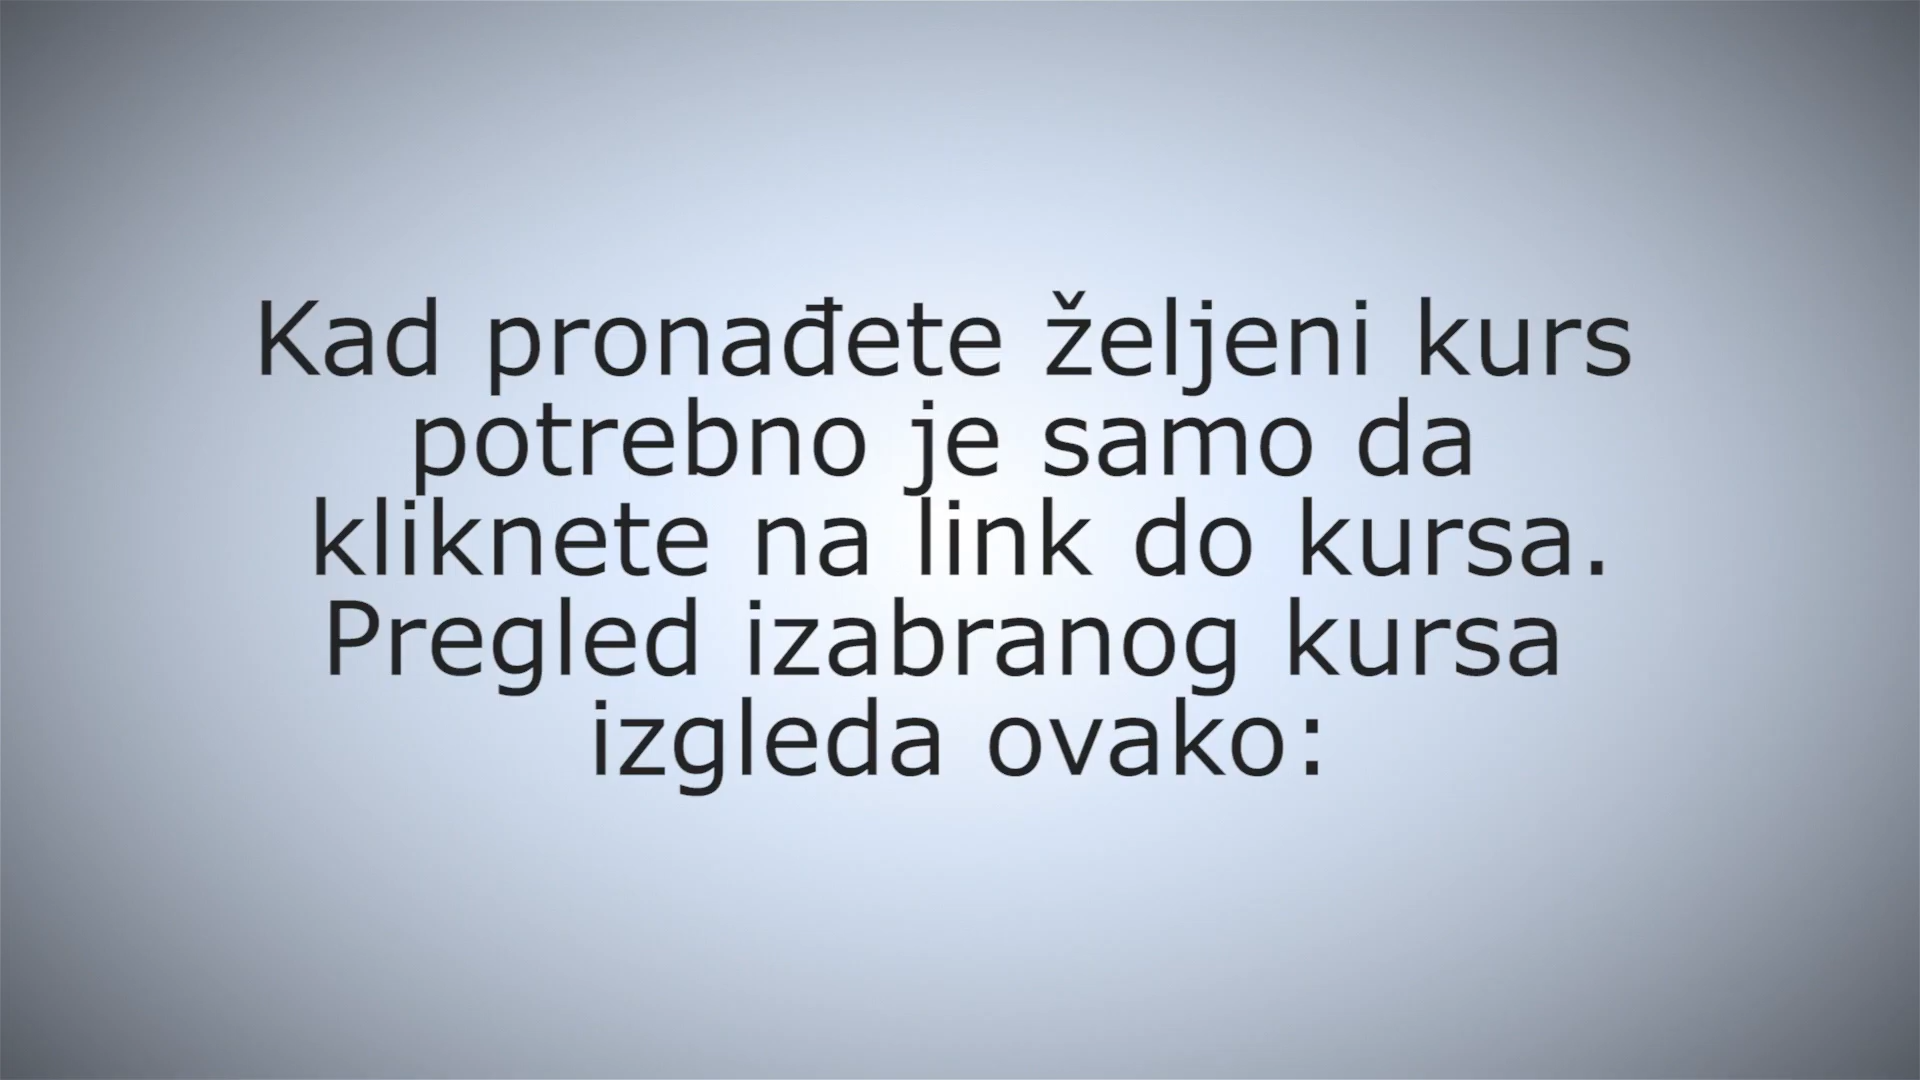 Kad pronađete željeni kurs
potrebno je samo da
kliknete na link do kursa.
Pregled izabranog kursa
izgleda ovako: